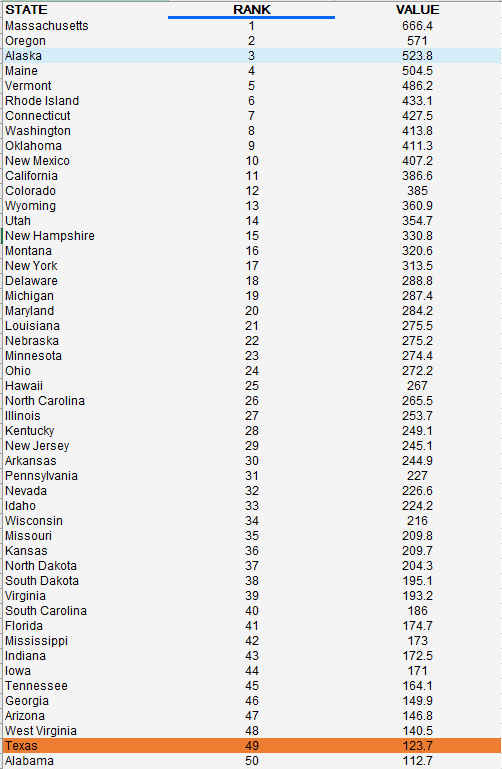 STATE RANK VALUE
Massachusetts 1 666.4
Oregon 2 571
Alaska 3 523.8
Maine 4 504.5
Vermont 5 486.2
Rhode Island 6 433.1
Connecticut 7 427.5
Washington 8 413.8
Oklahoma 9 411.3
New Mexico 10 407.2
California 11 386.6
Colorado 12 385
Wyoming 13 360.9
Utah 14 354.7
New Hampshire 15 330.8
Montana 16 320.6
New York 17 313.5
Delaware 18 288.8
Michigan 19 287.4
Maryland 20 284.2
Louisiana 21 275.5
Nebraska 22 275.2
Minnesota 23 274.4
Ohio 24 272.2
Hawaii 25 267
North Carolina 26 265.5
Illinois 27 253.7
Kentucky 28 249.1
New Jersey 29 245.1
Arkansas 30 244.9
Pennsylvania 31 227
Nevada 32 226.6
Idaho 33 224.2
Wisconsin 34 216
Missouri 35 209.8
Kansas 36 209.7
North Dakota 37 204.3
South Dakota 38 195.1
Virginia 39 193.2
South Carolina 40 186
Florida 41 174.7
Mississippi 42 173
Indiana 43 172.5
Iowa 44 171
Tennessee 45 164.1
Georgia 46 149.9
Arizona 47 146.8
West Virginia 48 140.5
Texas 49 123.7
Alabama 50 112.7